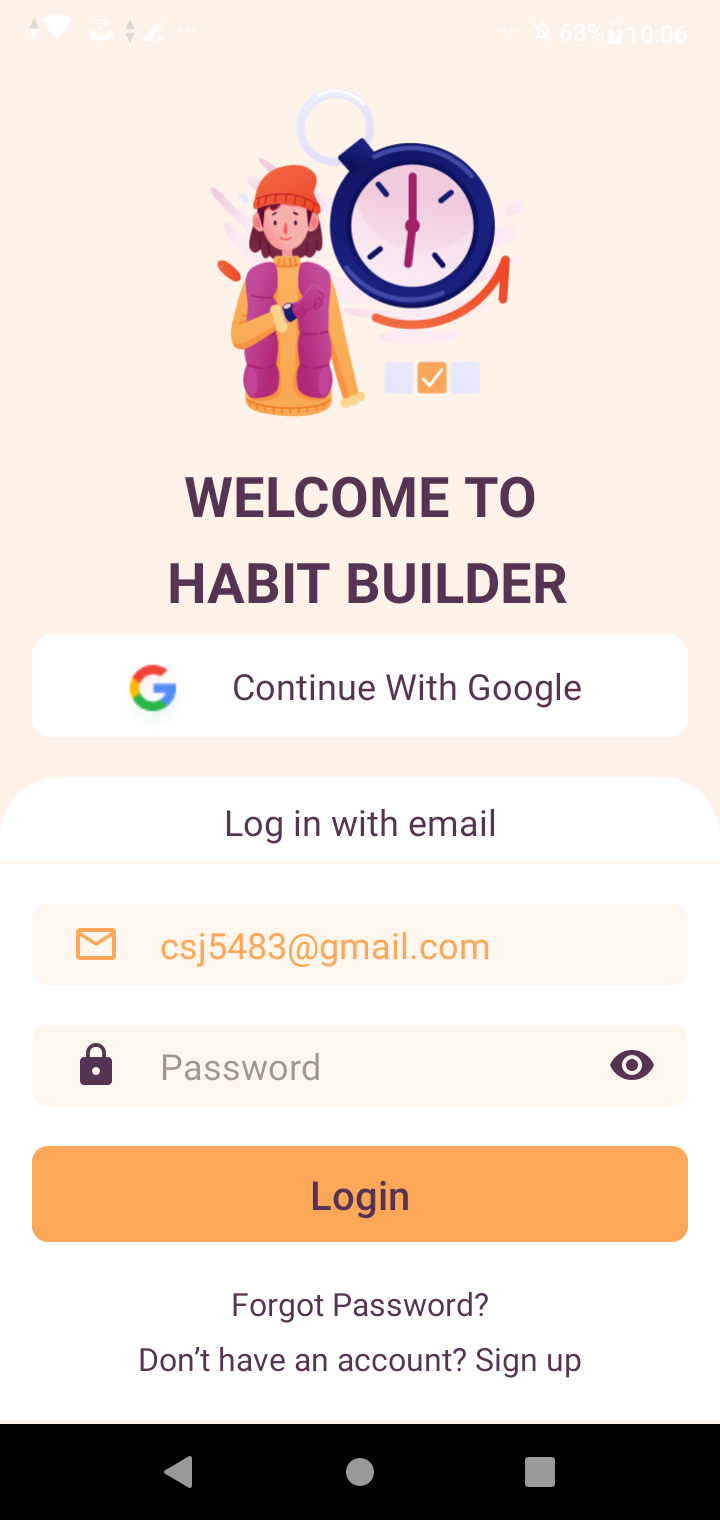 63% 10:06
WELCOME TO
HABIT BUILDER
Continue With Google
Log in with email
csj5483@gmail.com
Password
Login
Forgot Password?
Don’t have an account? Sign up